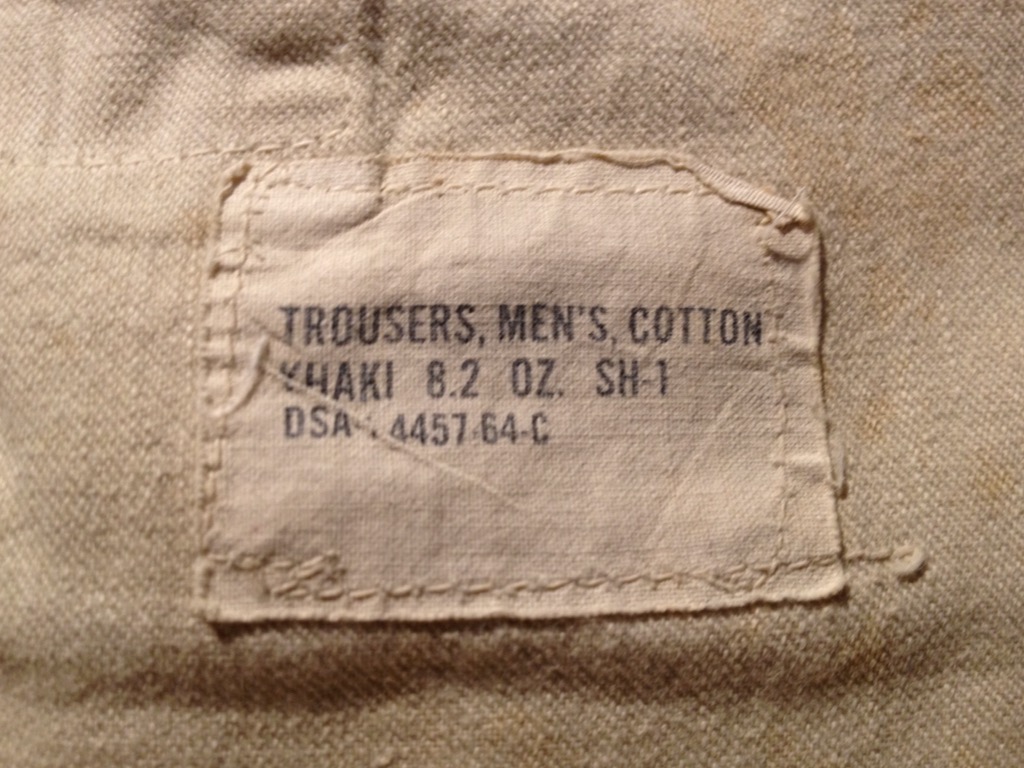 TROUSERS, MEN'S, COTTON
KHAKI 8.2 OZ. SH-1
DSA : 4457-64-C